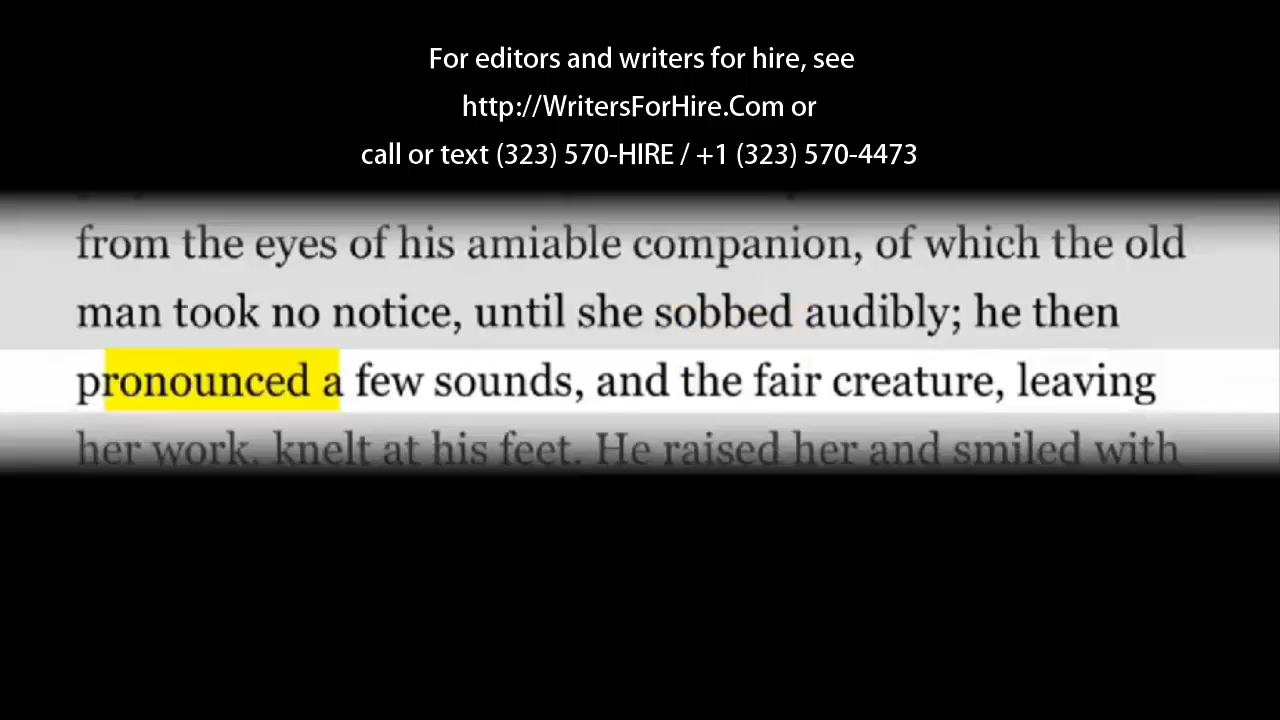 For editors and writers for hire, see
http://WritersForHire.Com or
call or text (323) 570-HIRE / +1 (323) 570-4473
from the eyes of his amiable companion, of which the old
man took no notice, until she sobbed audibly; he then
pronounced a few sounds, and the fair creature, leaving
her work, knelt at his feet. He raised her and smiled with